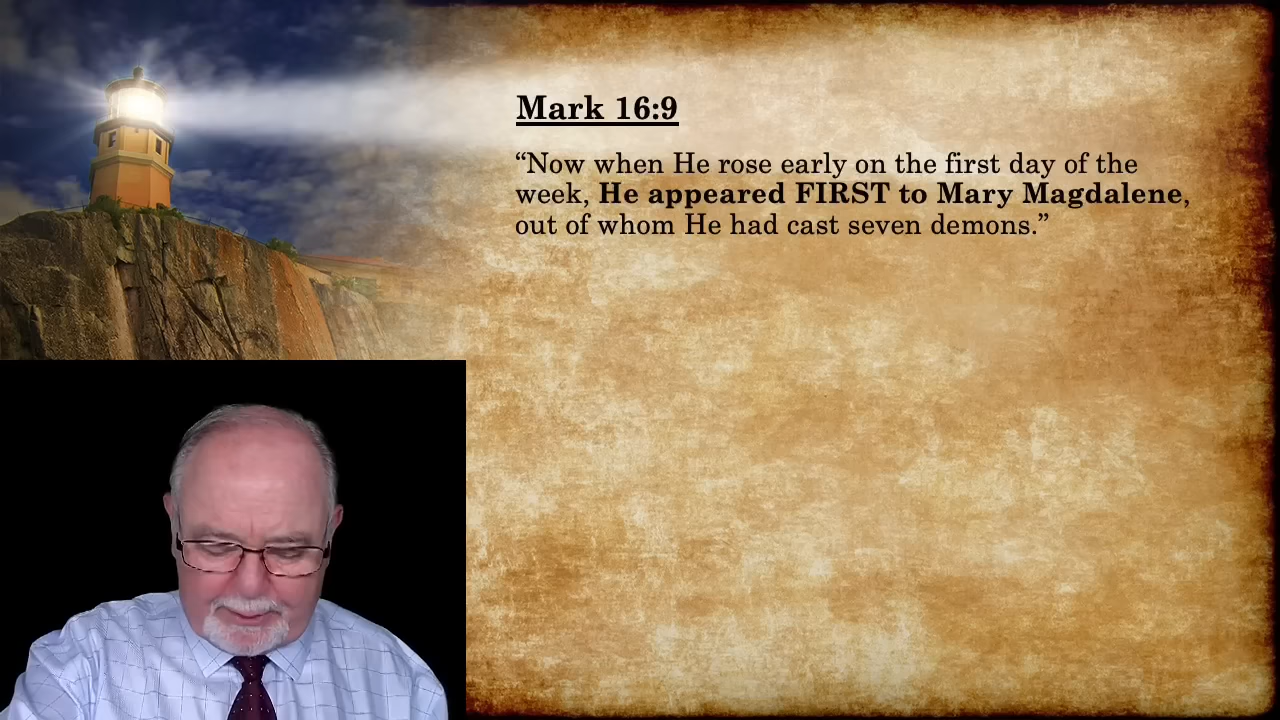 Mark 16:9
“Now when He rose early on the first day of the
week, He appeared FIRST to Mary Magdalene,
out of whom He had cast seven demons.”